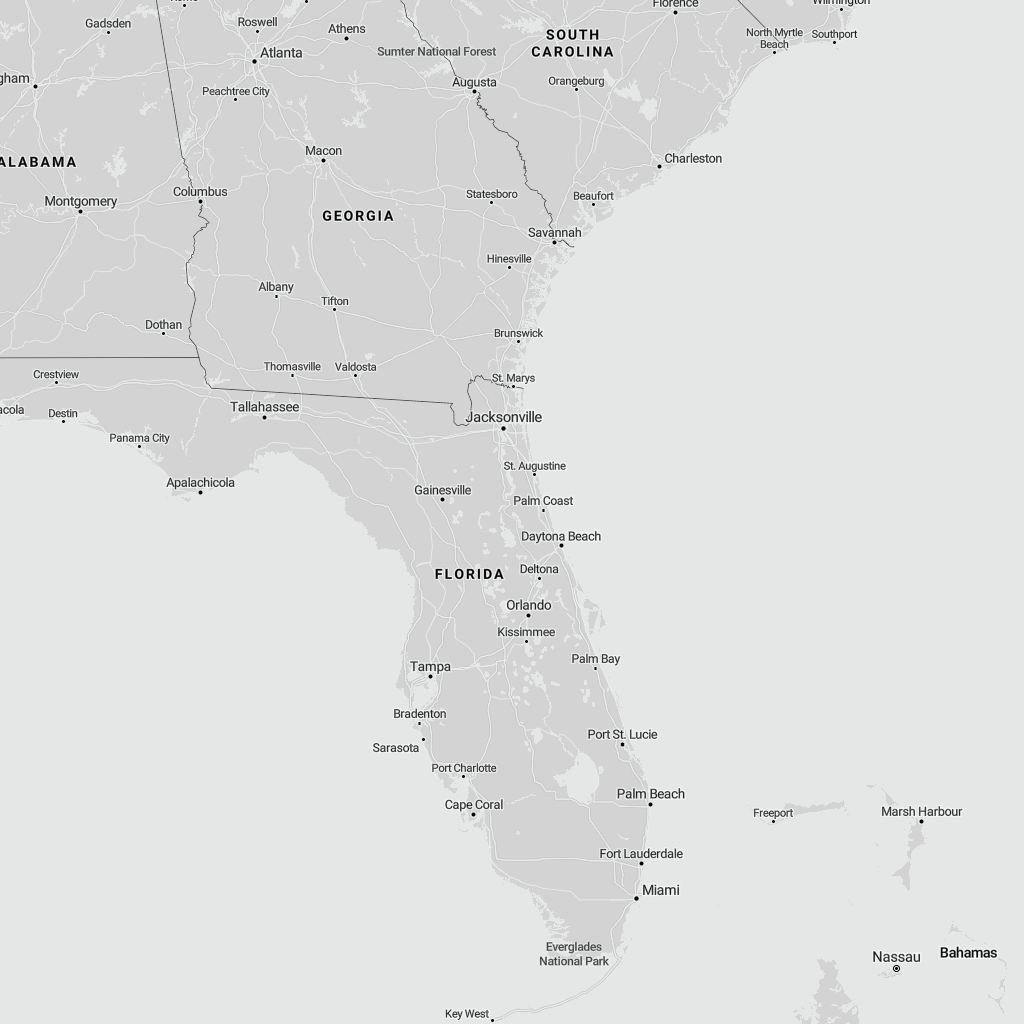 Florence
Wilmington
Gadsden
Roswell
Athens
SOUTH
CAROLINA
North Myrtle
Beach
Southport
Atlanta
Sumter National Forest
gham
Peachtree City
Augusta
Orangeburg
ALABAMA
Macon
Charleston
Montgomery
Columbus
Statesboro
Beaufort
GEORGIA
Savannah
Hinesville
Albany
Tifton
Dothan
Brunswick
Crestview
Thomasville
Valdosta
St. Marys
acola
Destin
Tallahassee
Jacksonville
Panama City
St. Augustine
Apalachicola
Gainesville
Palm Coast
Daytona Beach
FLORIDA
Deltona
Orlando
Kissimmee
Tampa
Palm Bay
Bradenton
Sarasota
Port St. Lucie
Port Charlotte
Cape Coral
Palm Beach
Freeport
Marsh Harbour
Fort Lauderdale
Miami
Everglades
National Park
Nassau
Bahamas
Key West